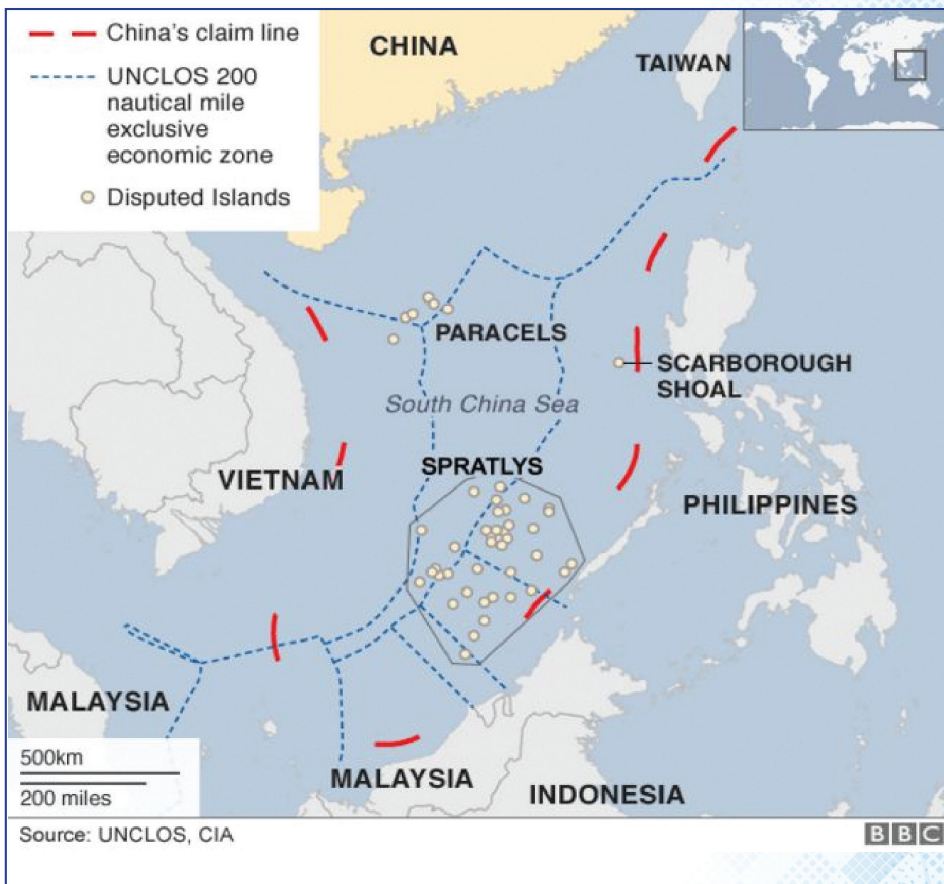 China's claim line
UNCLOS 200
nautical mile
exclusive
economic zone
Disputed Islands
CHINA
TAIWAN
PARACELS
SCARBOROUGH
SHOAL
South China Sea
SPRATLYS
VIETNAM
PHILIPPINES
MALAYSIA
500km
200 miles
MALAYSIA
INDONESIA
Source: UNCLOS, CIA
BBC